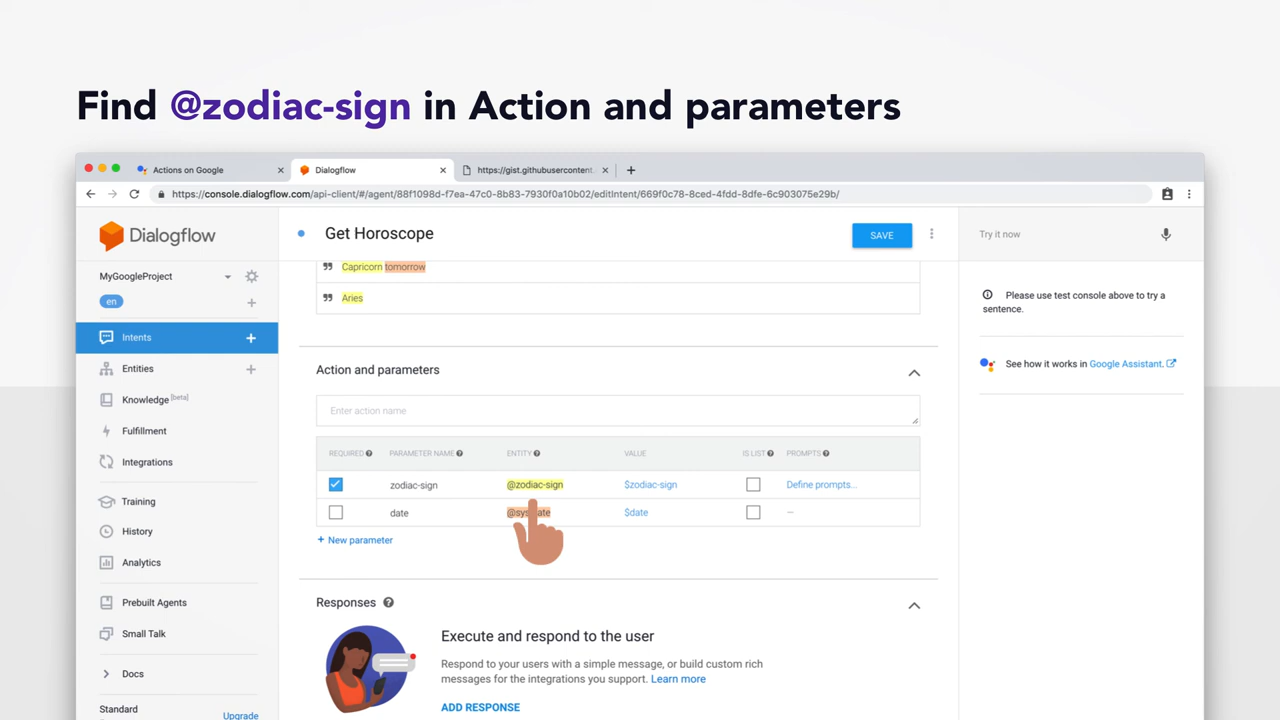 Find @zodiac-sign in Action and parameters
Actions on Google
Dialogflow
https://gist.githubusercontent.
https://console.dialogflow.com/api-client/#/agent/88f1098d-f7ea-47c0-8b83-7930f0a10b02/editIntent/669f0c78-8ced-4fdd-8dfe-6c903075e29b/
Dialogflow
Get Horoscope
SAVE
Try it now
MyGoogleProject
en
Intents
Entities
Knowledge [beta]
Fulfillment
Integrations
Training
History
Analytics
Prebuilt Agents
Small Talk
Docs
Standard
Upgrade
Capricorn tomorrow
Aries
Action and parameters
Enter action name
REQUIRED PARAMETER NAME ENTITY VALUE IS LIST PROMPTS
zodiac-sign @zodiac-sign $zodiac-sign Define prompts...
date $date —
+ New parameter
Responses
Execute and respond to the user
Respond to your users with a simple message, or build custom rich
messages for the integrations you support. Learn more
ADD RESPONSE
Please use test console above to try a
sentence.
See how it works in Google Assistant.